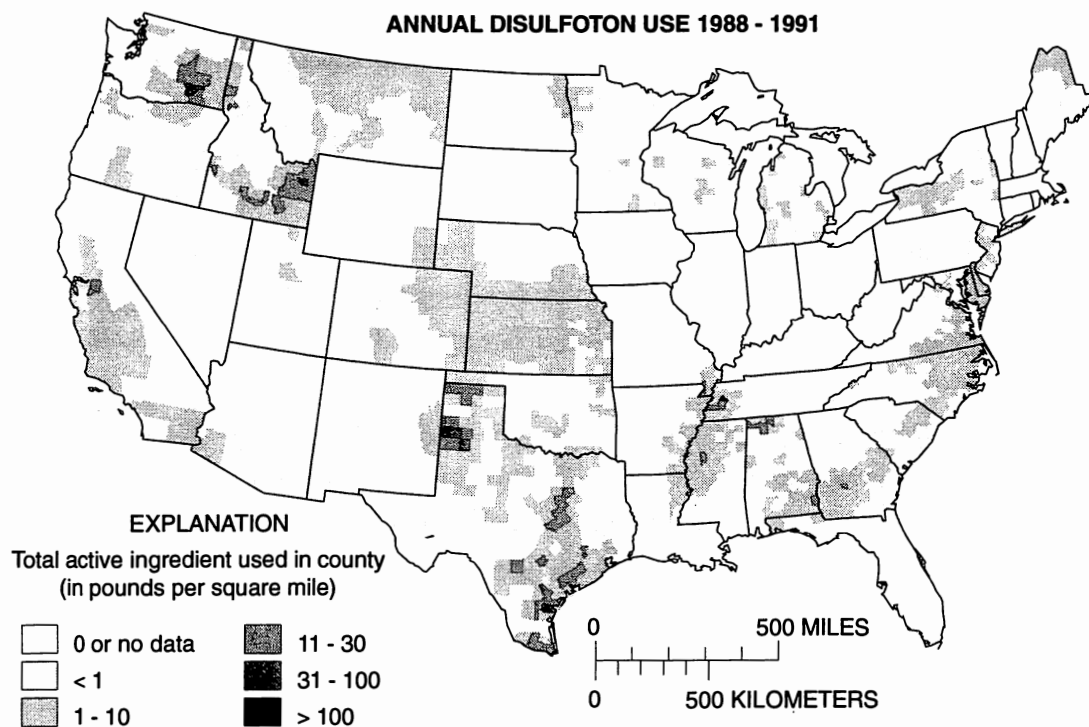 ANNUAL DISULFOTON USE 1988 - 1991
EXPLANATION
Total active ingredient used in county
(in pounds per square mile)
0 or no data
< 1
1 - 10
11 - 30
31 - 100
> 100
0 500 MILES
0 500 KILOMETERS